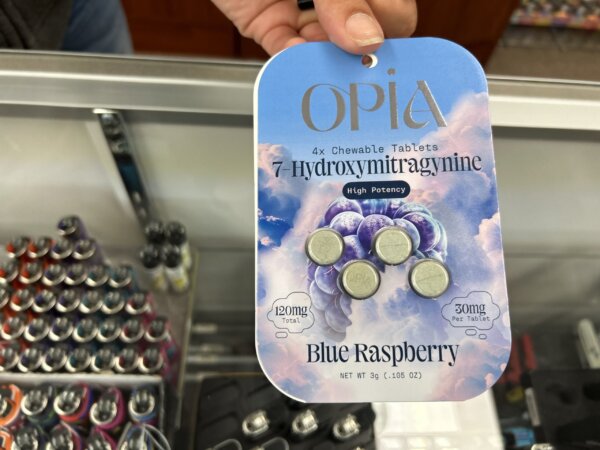 OPiA
4x Chewable Tablets
7-Hydroxymitragynine
High Potency
120mg
Total
30mg
Per Tablet
Blue Raspberry
NET WT 3g (.105 OZ)